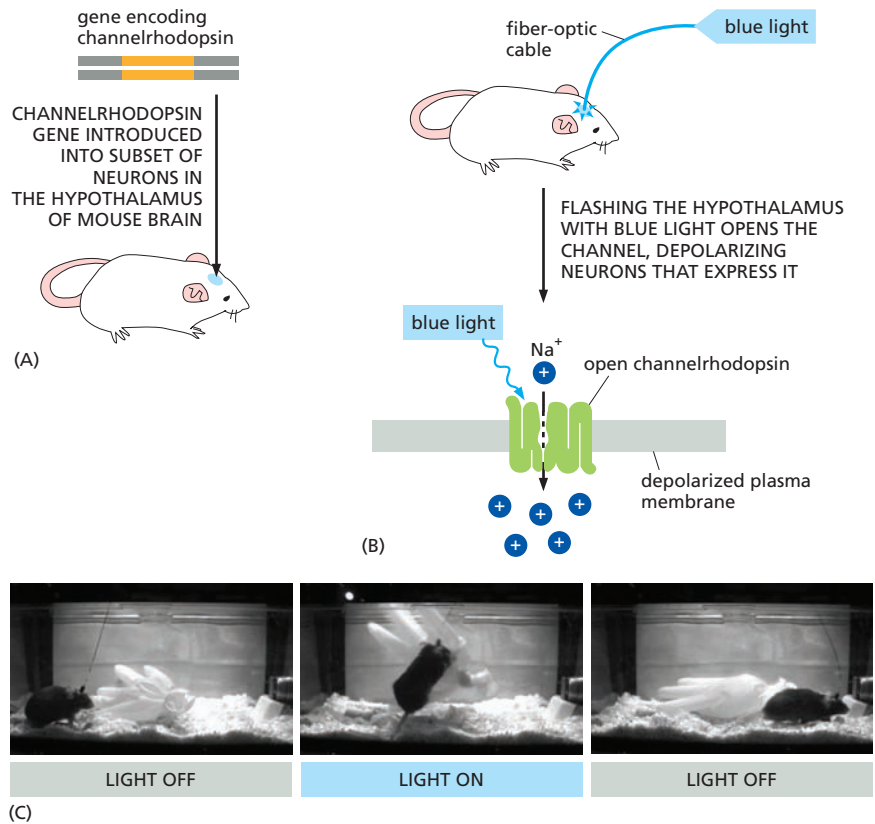 gene encoding
channelrhodopsin
CHANNELRHODOPSIN
GENE INTRODUCED
INTO SUBSET OF
NEURONS IN
THE HYPOTHALAMUS
OF MOUSE BRAIN
(A)
fiber-optic
cable
blue light
FLASHING THE HYPOTHALAMUS
WITH BLUE LIGHT OPENS THE
CHANNEL, DEPOLARIZING
NEURONS THAT EXPRESS IT
blue light
Na⁺
+
open channelrhodopsin
depolarized plasma
membrane
+ + +
+ +
(B)
LIGHT OFF
LIGHT ON
LIGHT OFF
(C)